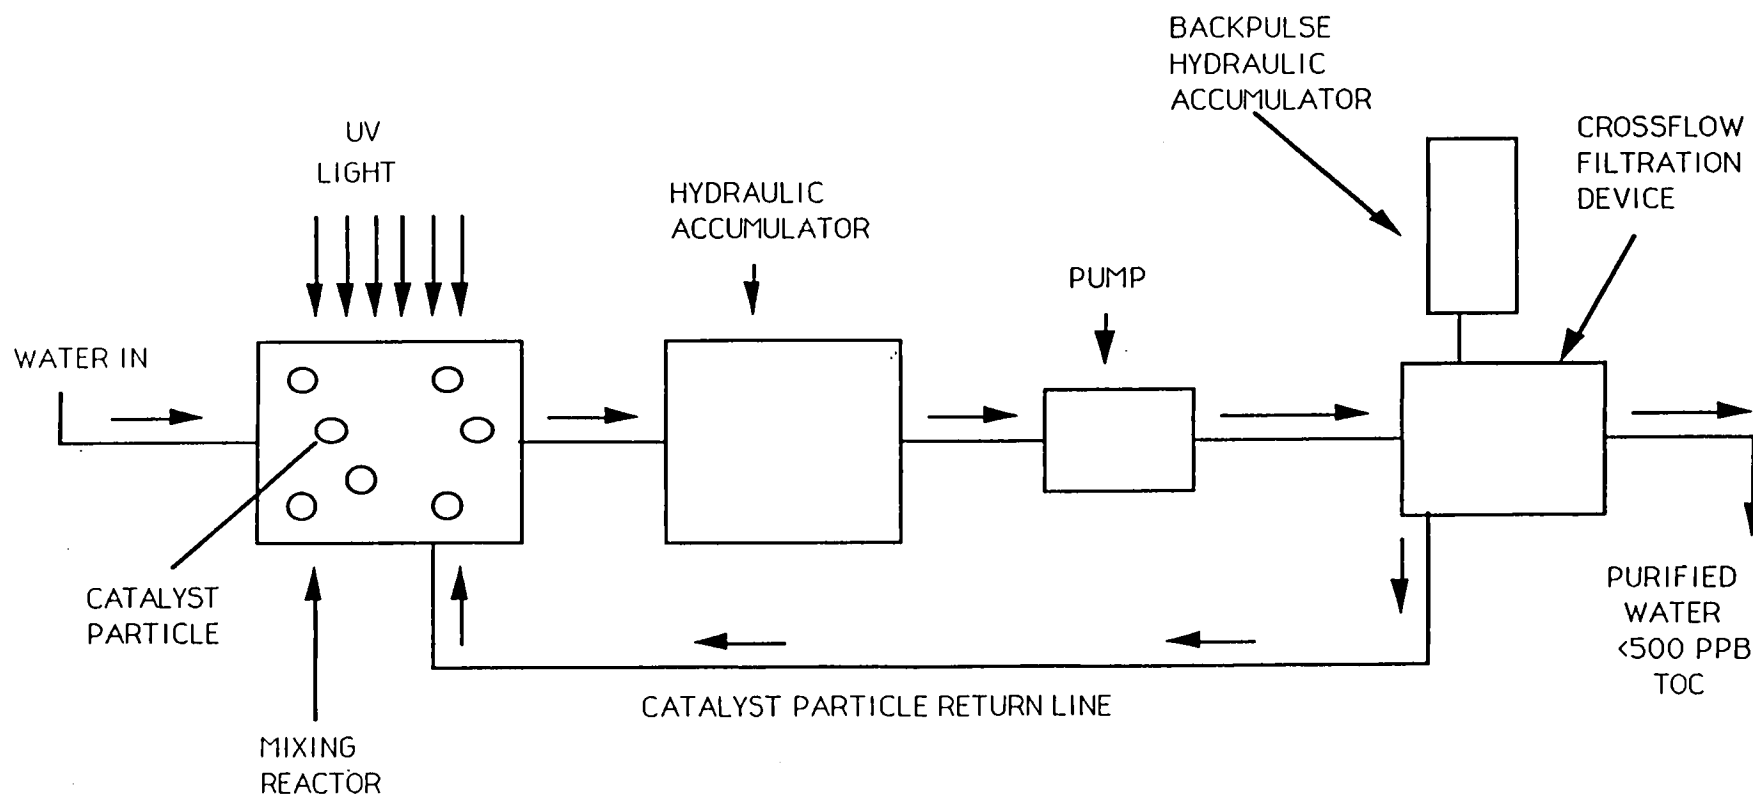 BACKPULSE
HYDRAULIC
ACCUMULATOR
CROSSFLOW
FILTRATION
DEVICE
UV
LIGHT
HYDRAULIC
ACCUMULATOR
PUMP
WATER IN
CATALYST
PARTICLE
PURIFIED
WATER
<500 PPB
TOC
CATALYST PARTICLE RETURN LINE
MIXING
REACTOR